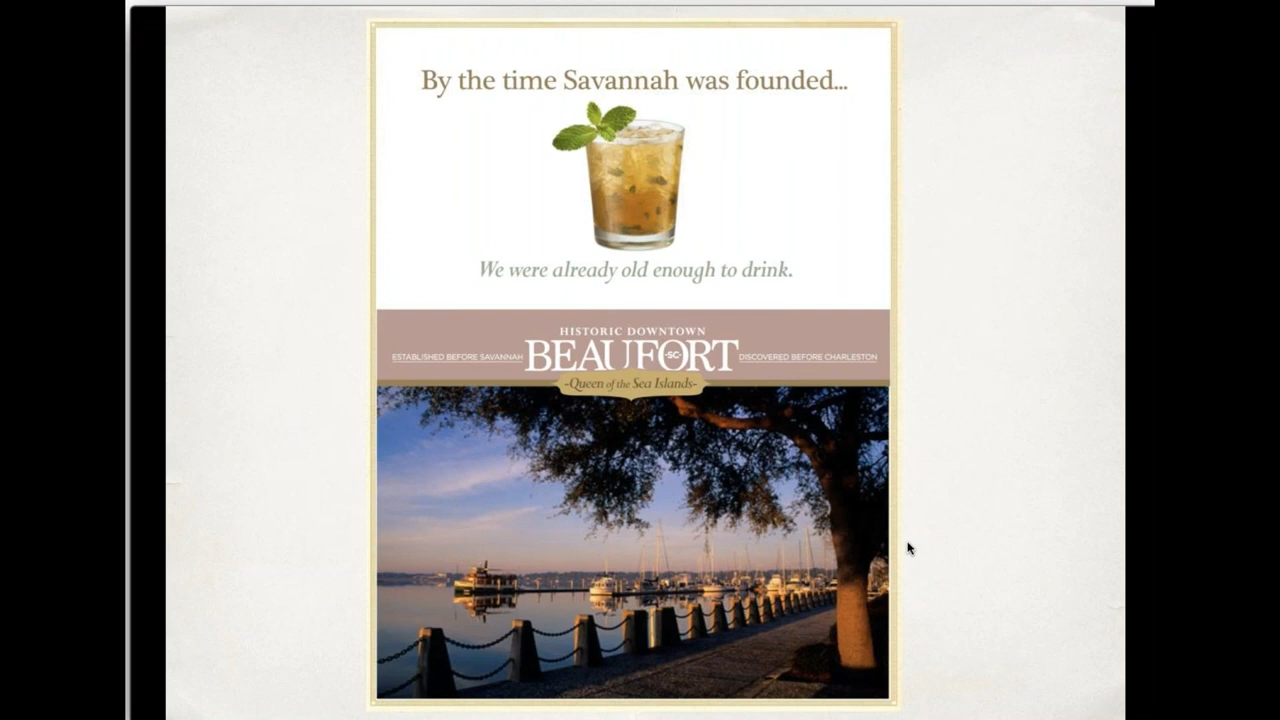 By the time Savannah was founded...
We were already old enough to drink.
HISTORIC DOWNTOWN
ESTABLISHED BEFORE SAVANNAH BEAUFORT -SC- DISCOVERED BEFORE CHARLESTON
-Queen of the Sea Islands-